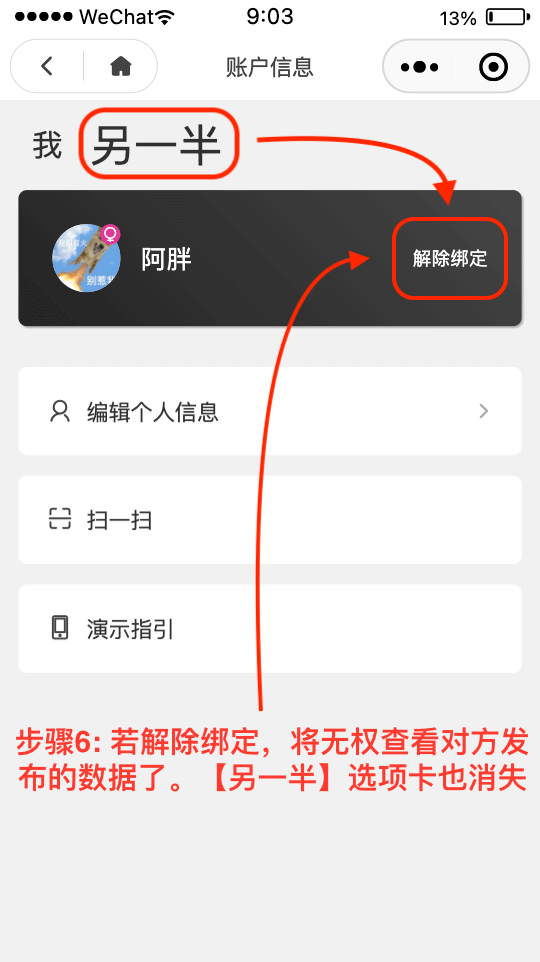 WeChat 9:03 13%
账户信息
我 另一半
阿胖
解除绑定
编辑个人信息
扫一扫
演示指引
步骤6: 若解除绑定，将无权查看对方发
布的数据了。【另一半】选项卡也消失